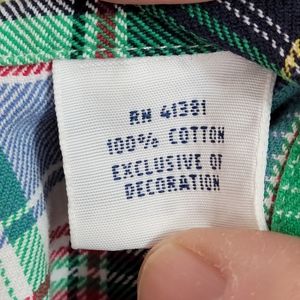 RN 41381
100% COTTON
EXCLUSIVE OF
DECORATION